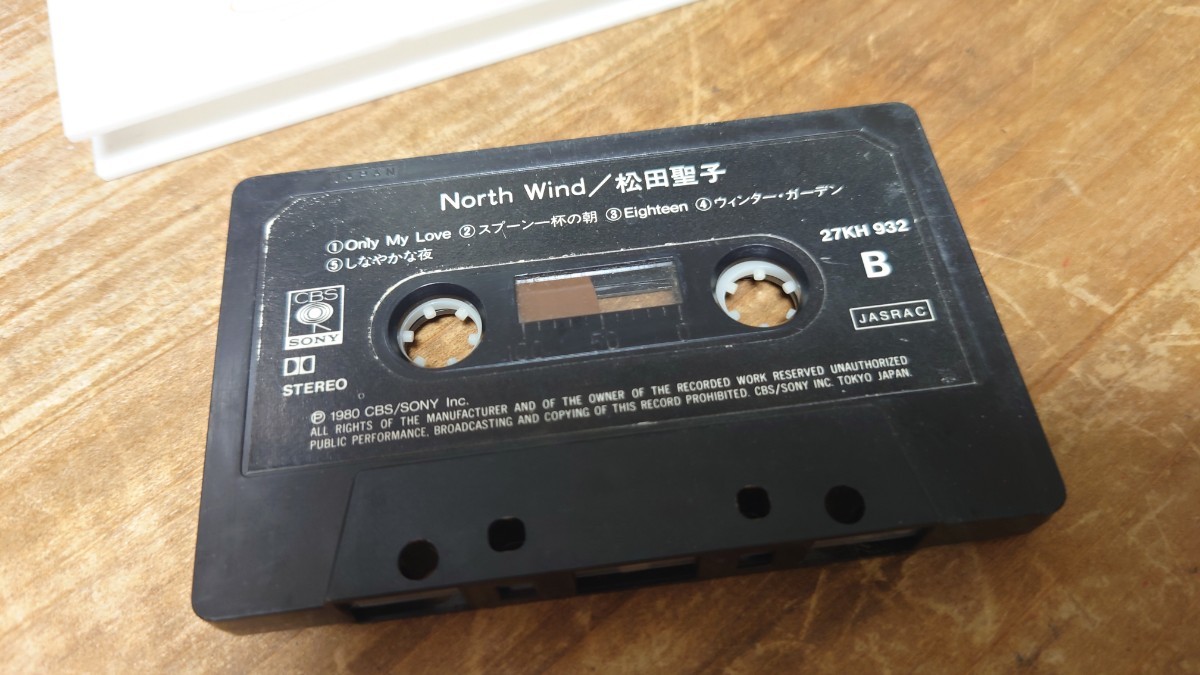 North Wind／松田聖子
①Only My Love ②スプーン一杯の朝 ③Eighteen ④ウィンター・ガーデン
⑤しなやかな夜
27KH 932
B
CBS
SONY
JASRAC
STEREO
100 50 0
Ⓟ 1980 CBS/SONY Inc.
ALL RIGHTS OF THE MANUFACTURER AND OF THE OWNER OF THE RECORDED WORK RESERVED UNAUTHORIZED
PUBLIC PERFORMANCE, BROADCASTING AND COPYING OF THIS RECORD PROHIBITED. CBS/SONY INC. TOKYO JAPAN.